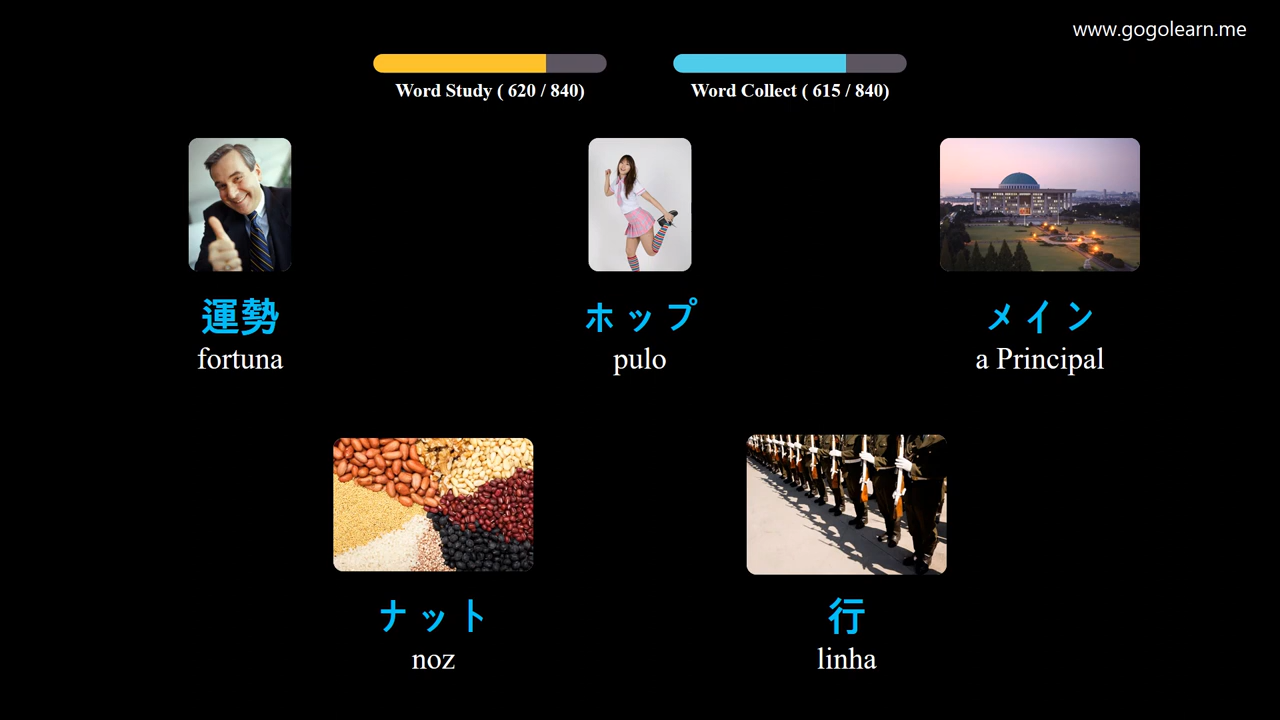 www.gogolearn.me
Word Study ( 620 / 840)
Word Collect ( 615 / 840)
運勢
fortuna
ホップ
pulo
メイン
a Principal
ナット
noz
行
linha